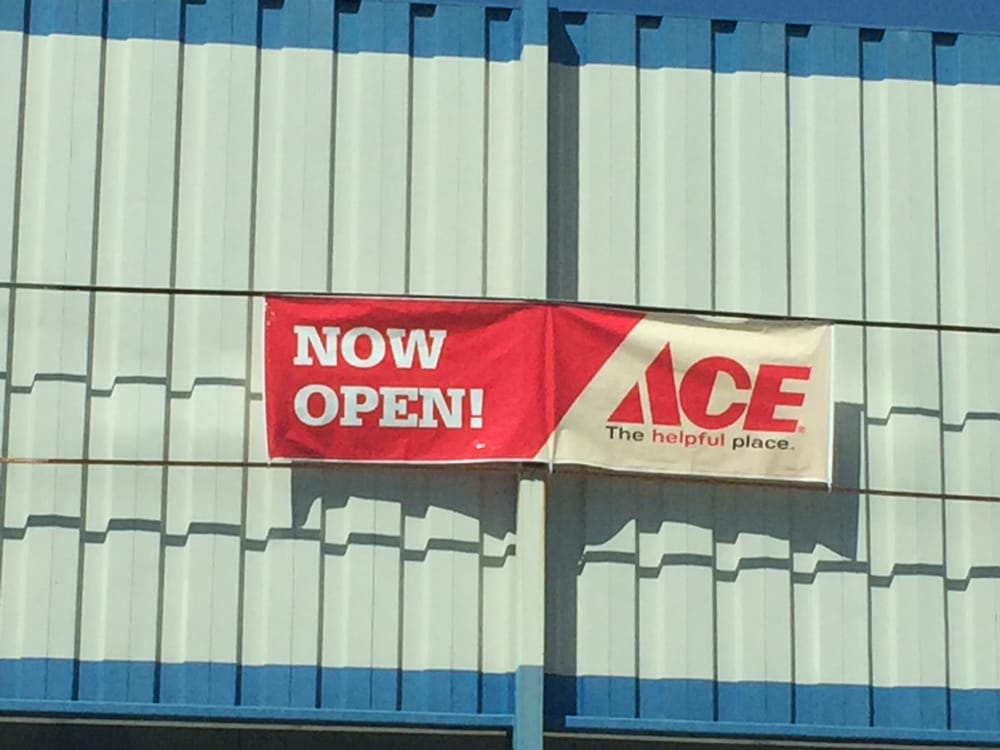 NOW
OPEN!
ACE®
The helpful place.